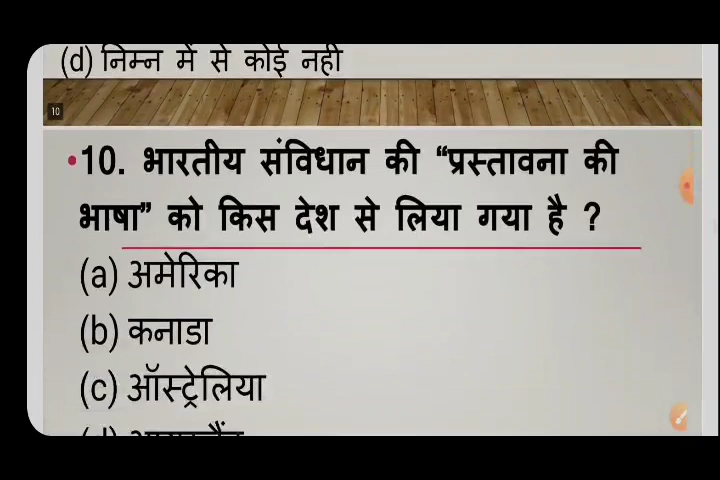 (d) निम्न में से कोई नही
10
•10. भारतीय संविधान की “प्रस्तावना की
भाषा” को किस देश से लिया गया है ?
(a) अमेरिका
(b) कनाडा
(c) ऑस्ट्रेलिया